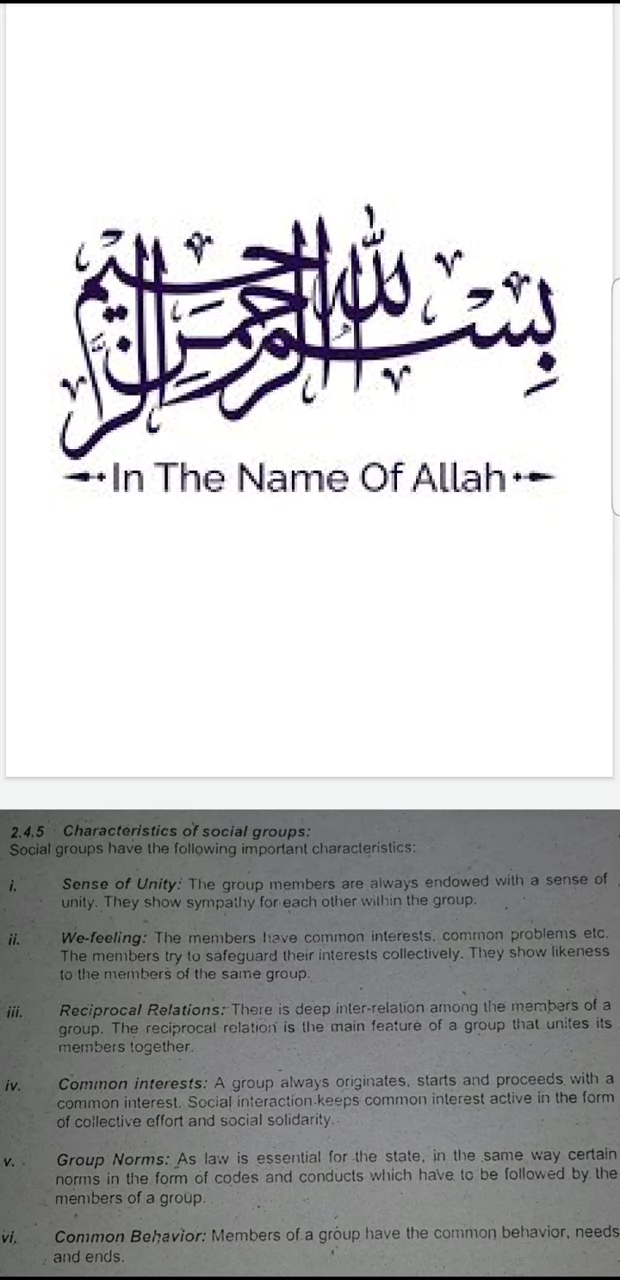 بسم الله الرحمن الرحيم
In The Name Of Allah
2.4.5 Characteristics of social groups:
Social groups have the following important characteristics:
i. Sense of Unity: The group members are always endowed with a sense of
unity. They show sympathy for each other within the group.
ii. We-feeling: The members have common interests, common problems etc.
The members try to safeguard their interests collectively. They show likeness
to the members of the same group.
iii. Reciprocal Relations: There is deep inter-relation among the members of a
group. The reciprocal relation is the main feature of a group that unites its
members together.
iv. Common interests: A group always originates, starts and proceeds with a
common interest. Social interaction keeps common interest active in the form
of collective effort and social solidarity.
v. Group Norms: As law is essential for the state, in the same way certain
norms in the form of codes and conducts which have to be followed by the
members of a group.
vi. Common Behavior: Members of a group have the common behavior, needs
and ends.